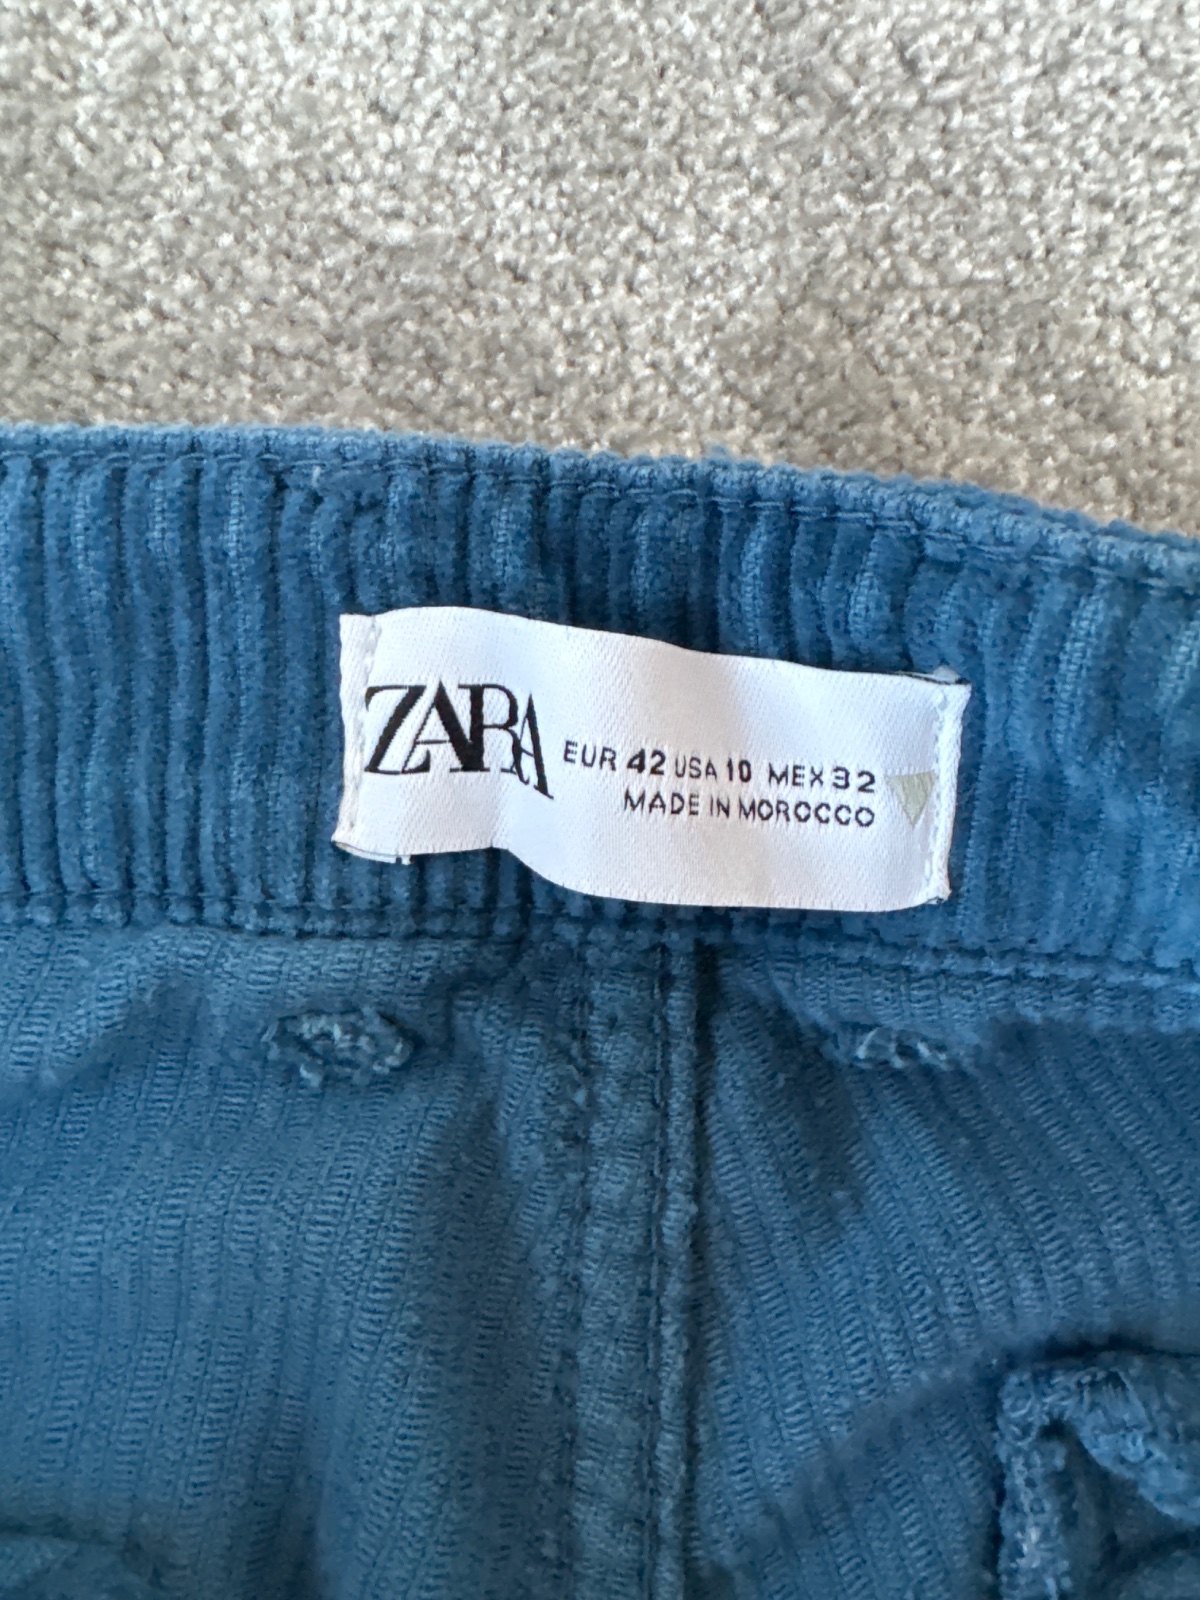 ZARA
EUR 42 USA 10 MEX 32
MADE IN MOROCCO